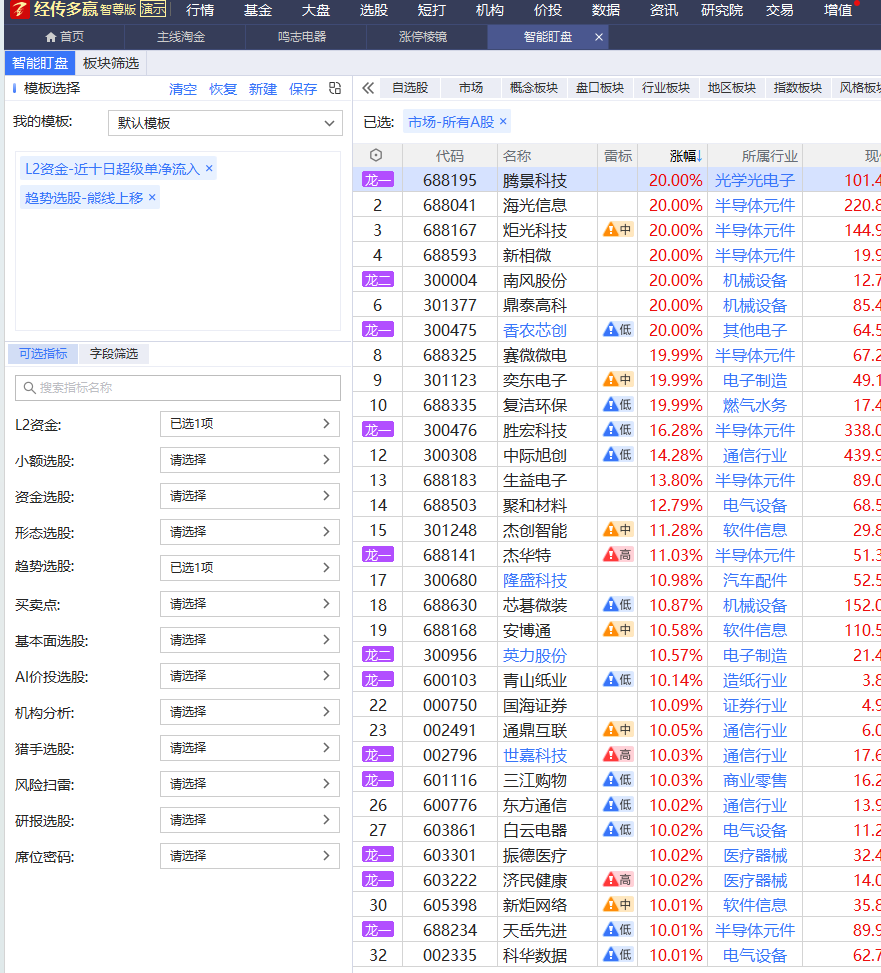 经传多赢 智尊版 演示 行情 基金 大盘 选股 短打 机构 价投 数据 资讯 研究院 交易 增值
首页 主线淘金 鸣志电器 涨停棱镜 智能盯盘 ×
智能盯盘 板块筛选
模板选择 清空 恢复 新建 保存
自选股 市场 概念板块 盘口板块 行业板块 地区板块 指数板块 风格板
我的模板: 默认模板
已选: 市场-所有A股 ×
L2资金-近十日超级单净流入 ×
趋势选股-能线上移 ×
可选指标 字段筛选
搜索指标名称
L2资金: 已选1项
小额选股: 请选择
资金选股: 请选择
形态选股: 请选择
趋势选股: 已选1项
买卖点: 请选择
基本面选股: 请选择
AI价投选股: 请选择
机构分析: 请选择
猎手选股: 请选择
风险扫雷: 请选择
研报选股: 请选择
席位密码: 请选择
代码 名称 雷标 涨幅↓ 所属行业 现
龙一 688195 腾景科技 20.00% 光学光电子 101.4
2 688041 海光信息 20.00% 半导体元件 220.8
3 688167 炬光科技 中 20.00% 半导体元件 144.9
4 688593 新相微 20.00% 半导体元件 19.9
龙二 300004 南风股份 20.00% 机械设备 12.7
6 301377 鼎泰高科 20.00% 机械设备 85.4
龙一 300475 香农芯创 低 20.00% 其他电子 64.5
8 688325 赛微微电 19.99% 半导体元件 67.2
9 301123 奕东电子 中 19.99% 电子制造 49.1
10 688335 复洁环保 低 19.99% 燃气水务 17.4
龙一 300476 胜宏科技 低 16.28% 半导体元件 338.0
12 300308 中际旭创 低 14.28% 通信行业 439.9
13 688183 生益电子 13.80% 半导体元件 89.0
14 688503 聚和材料 12.79% 电气设备 68.5
15 301248 杰创智能 中 11.28% 软件信息 29.8
龙一 688141 杰华特 高 11.03% 半导体元件 51.3
17 300680 隆盛科技 10.98% 汽车配件 52.5
18 688630 芯碁微装 低 10.87% 机械设备 152.0
19 688168 安博通 中 10.58% 软件信息 110.5
龙二 300956 英力股份 10.57% 电子制造 21.4
龙一 600103 青山纸业 低 10.14% 造纸行业 3.8
22 000750 国海证券 10.09% 证券行业 4.9
23 002491 通鼎互联 中 10.05% 通信行业 6.0
龙一 002796 世嘉科技 高 10.03% 通信行业 17.6
龙一 601116 三江购物 低 10.03% 商业零售 16.2
26 600776 东方通信 低 10.02% 通信行业 13.9
27 603861 白云电器 低 10.02% 电气设备 11.2
龙一 603301 振德医疗 10.02% 医疗器械 32.4
龙一 603222 济民健康 高 10.02% 医疗器械 14.0
30 605398 新炬网络 中 10.01% 软件信息 35.8
龙一 688234 天岳先进 低 10.01% 半导体元件 89.9
32 002335 科华数据 低 10.01% 电气设备 62.7